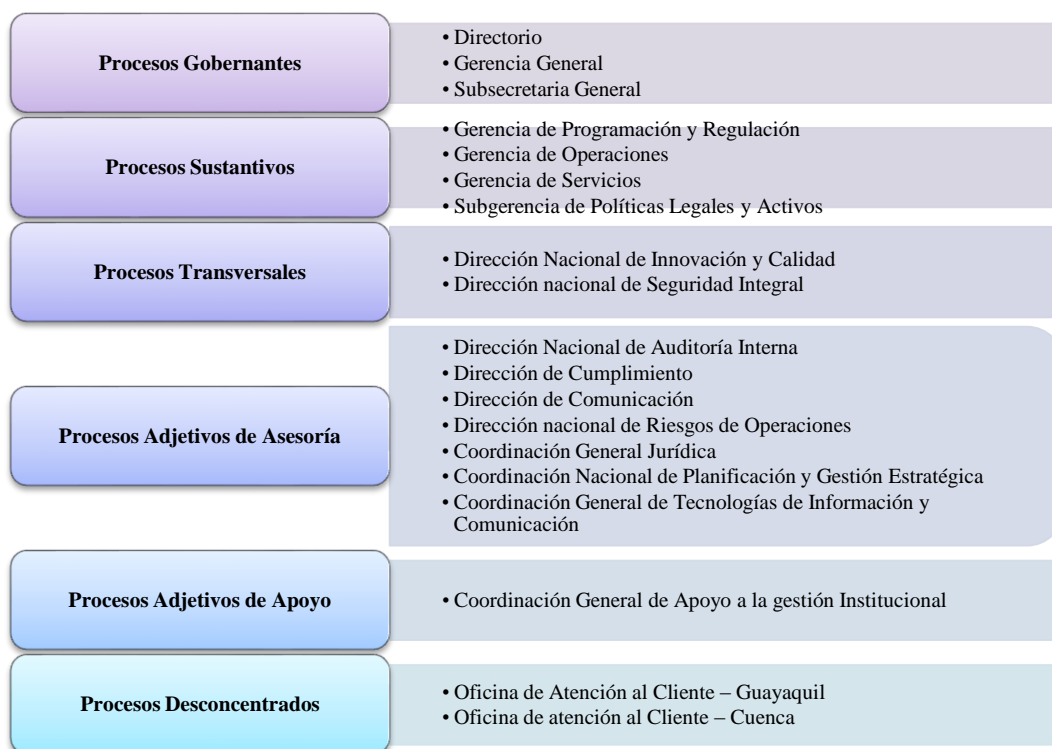 Procesos Gobernantes
• Directorio
• Gerencia General
• Subsecretaria General
Procesos Sustantivos
• Gerencia de Programación y Regulación
• Gerencia de Operaciones
• Gerencia de Servicios
• Subgerencia de Políticas Legales y Activos
Procesos Transversales
• Dirección Nacional de Innovación y Calidad
• Dirección nacional de Seguridad Integral
Procesos Adjetivos de Asesoría
• Dirección Nacional de Auditoría Interna
• Dirección de Cumplimiento
• Dirección de Comunicación
• Dirección nacional de Riesgos de Operaciones
• Coordinación General Jurídica
• Coordinación Nacional de Planificación y Gestión Estratégica
• Coordinación General de Tecnologías de Información y
Comunicación
Procesos Adjetivos de Apoyo
• Coordinación General de Apoyo a la gestión Institucional
Procesos Desconcentrados
• Oficina de Atención al Cliente – Guayaquil
• Oficina de atención al Cliente – Cuenca